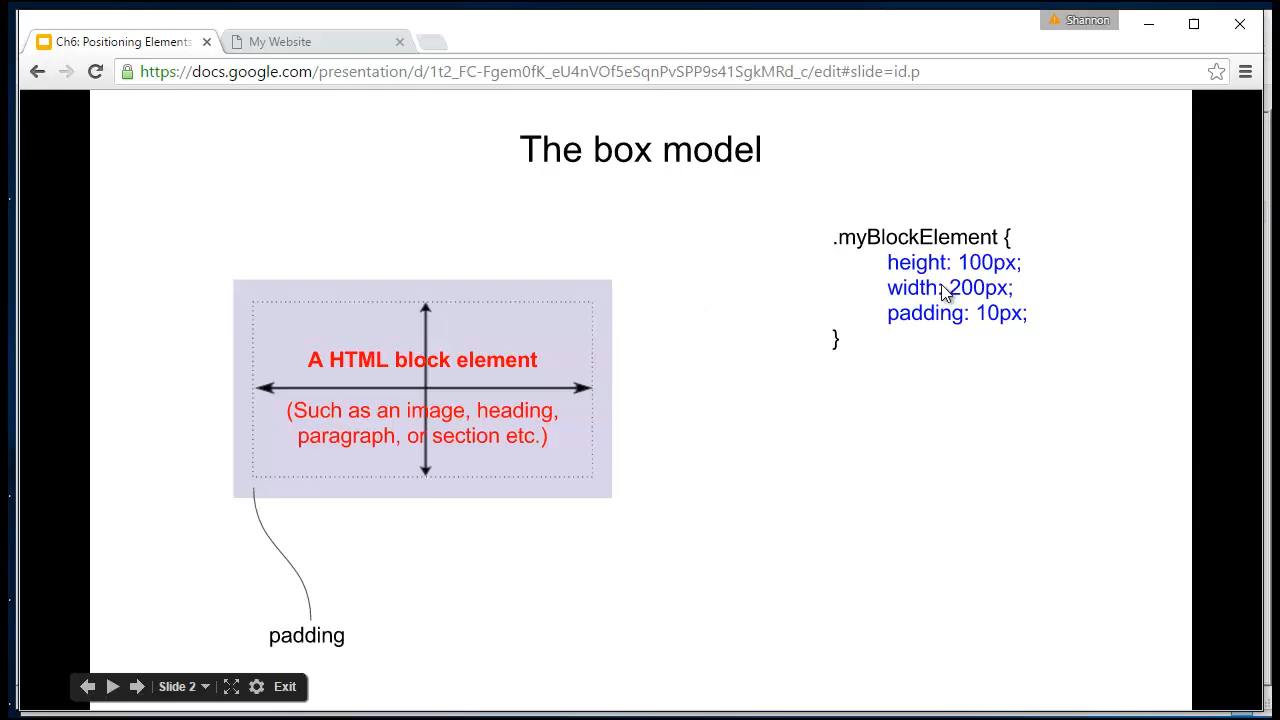 Shannon
Ch6: Positioning Elements
My Website
https://docs.google.com/presentation/d/1t2_FC-Fgem0fK_eU4nVOf5eSqnPvSPP9s41SgkMRd_c/edit#slide=id.p
The box model
.myBlockElement {
height: 100px;
width: 200px;
padding: 10px;
}
A HTML block element
(Such as an image, heading,
paragraph, or section etc.)
padding
Slide 2
Exit